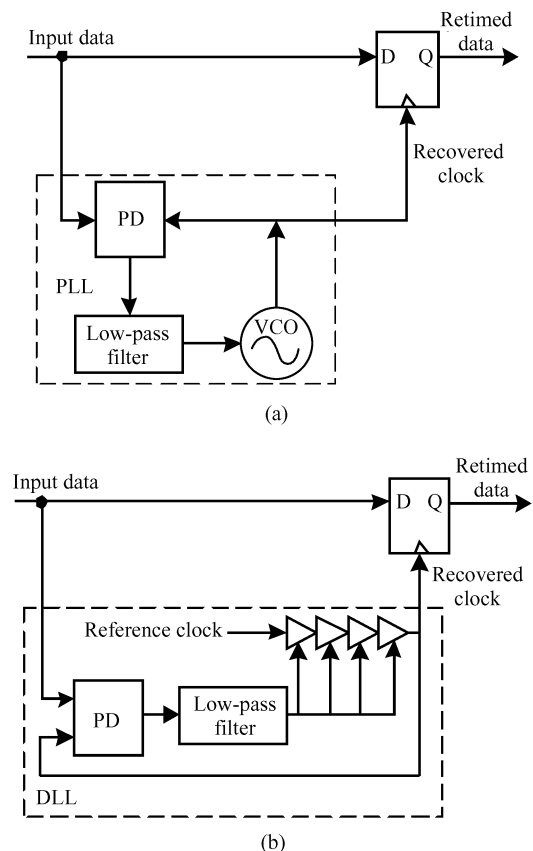 Input data
Retimed
data
D Q
Recovered
clock
PD
PLL
Low-pass
filter
VCO
(a)
Input data
Retimed
data
D Q
Recovered
clock
Reference clock
PD
Low-pass
filter
DLL
(b)